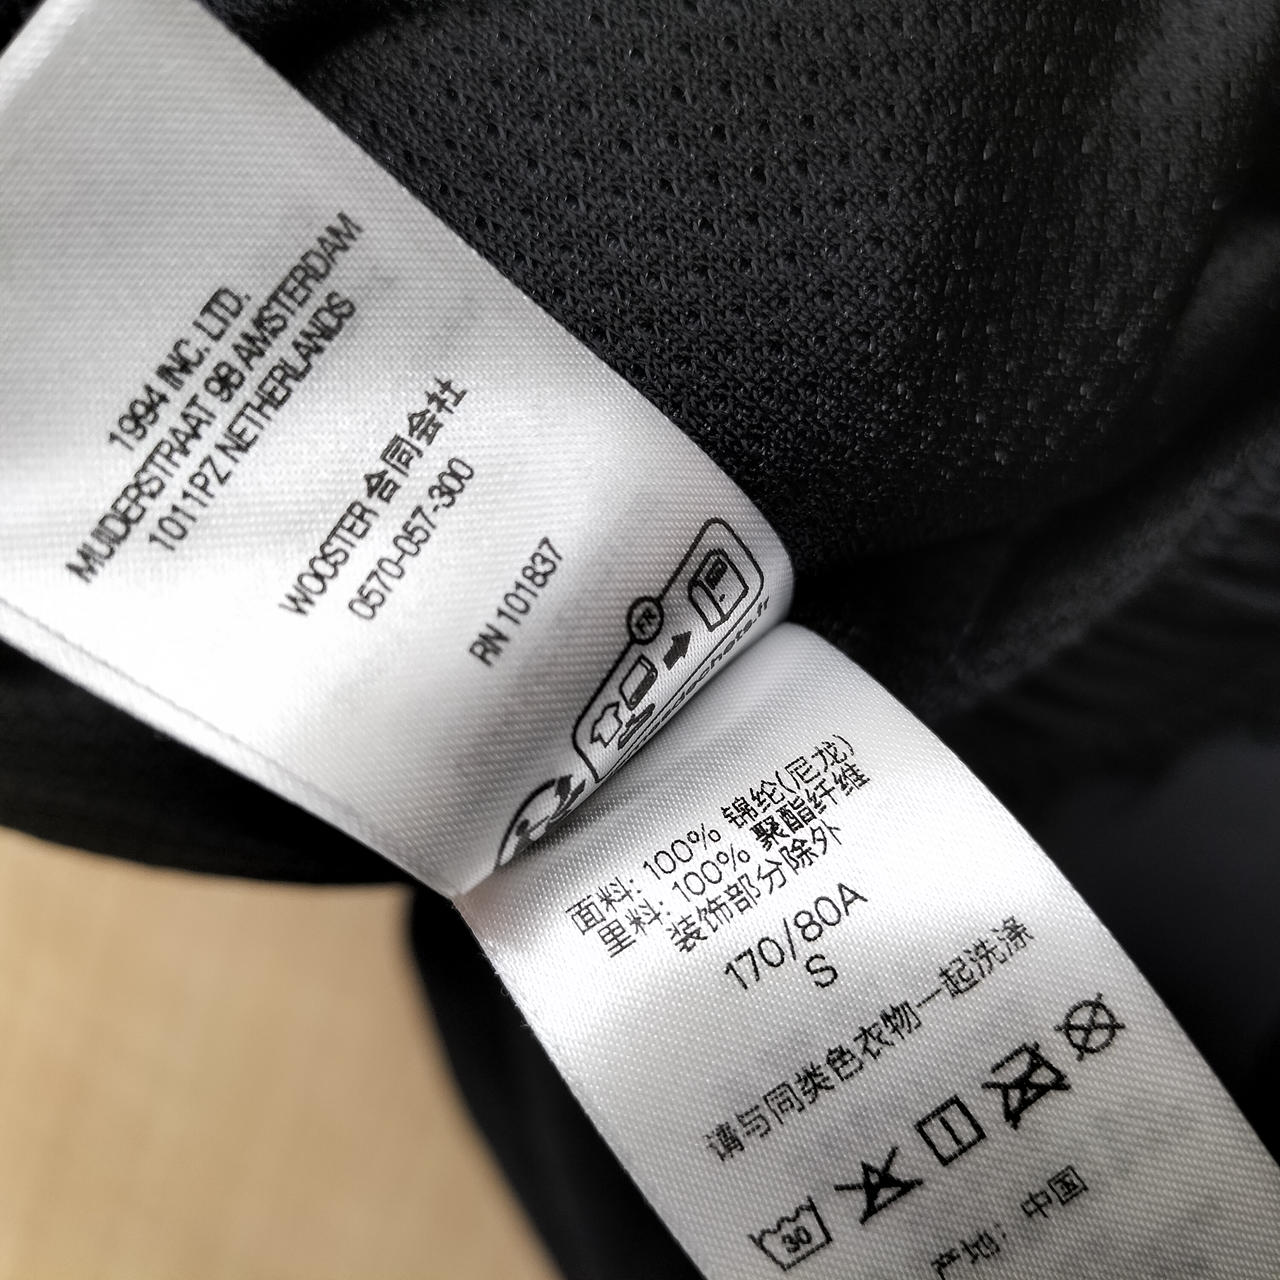 1994 INC. LTD.
MUIDERSTRAAT 98 AMSTERDAM
1011PZ NETHERLANDS
WOOSTER 合同会社
0570-057-300
RN 101837
FR
面料: 100% 锦纶(尼龙)
里料: 100% 聚酯纤维
装饰部分除外
170/80A
S
请与同类色衣物一起洗涤
30
产地: 中国